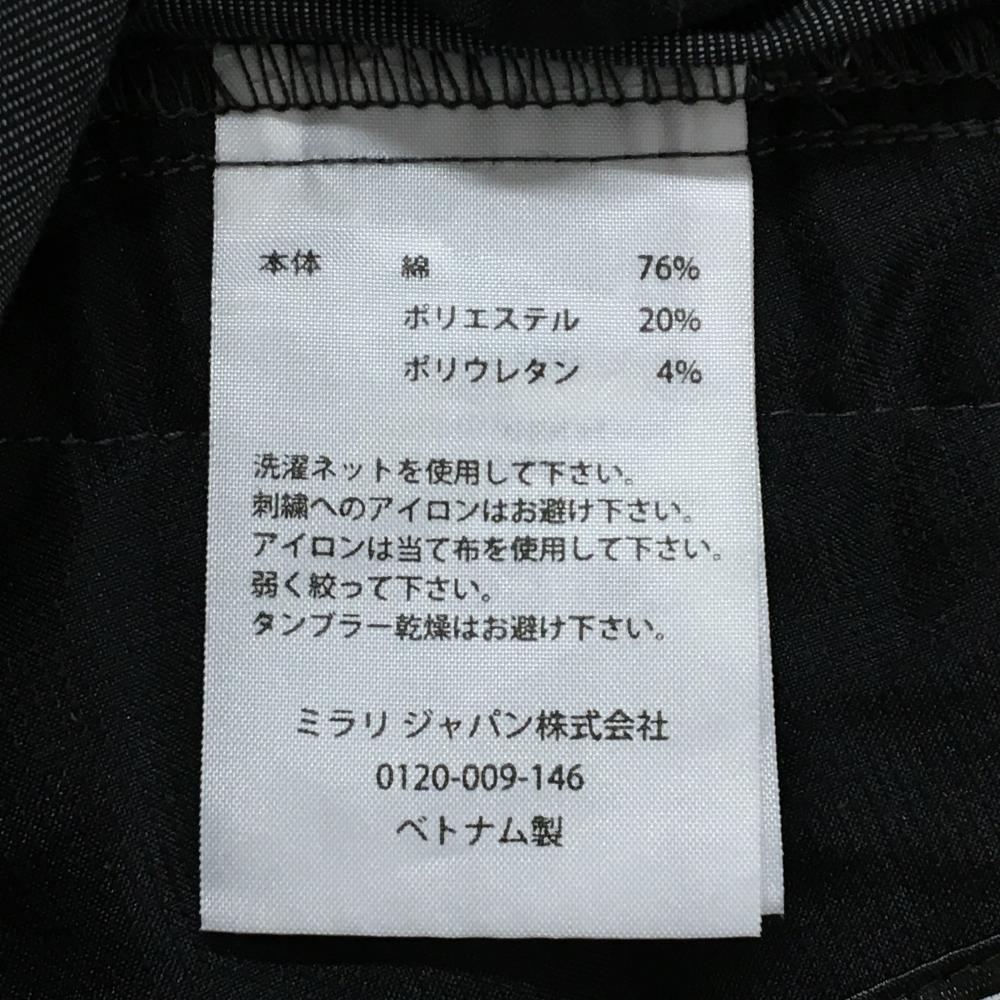 本体 綿 76%
ポリエステル 20%
ポリウレタン 4%
洗濯ネットを使用して下さい。
刺繍へのアイロンはお避け下さい。
アイロンは当て布を使用して下さい。
弱く絞って下さい。
タンブラー乾燥はお避け下さい。
ミラリ ジャパン株式会社
0120-009-146
ベトナム製